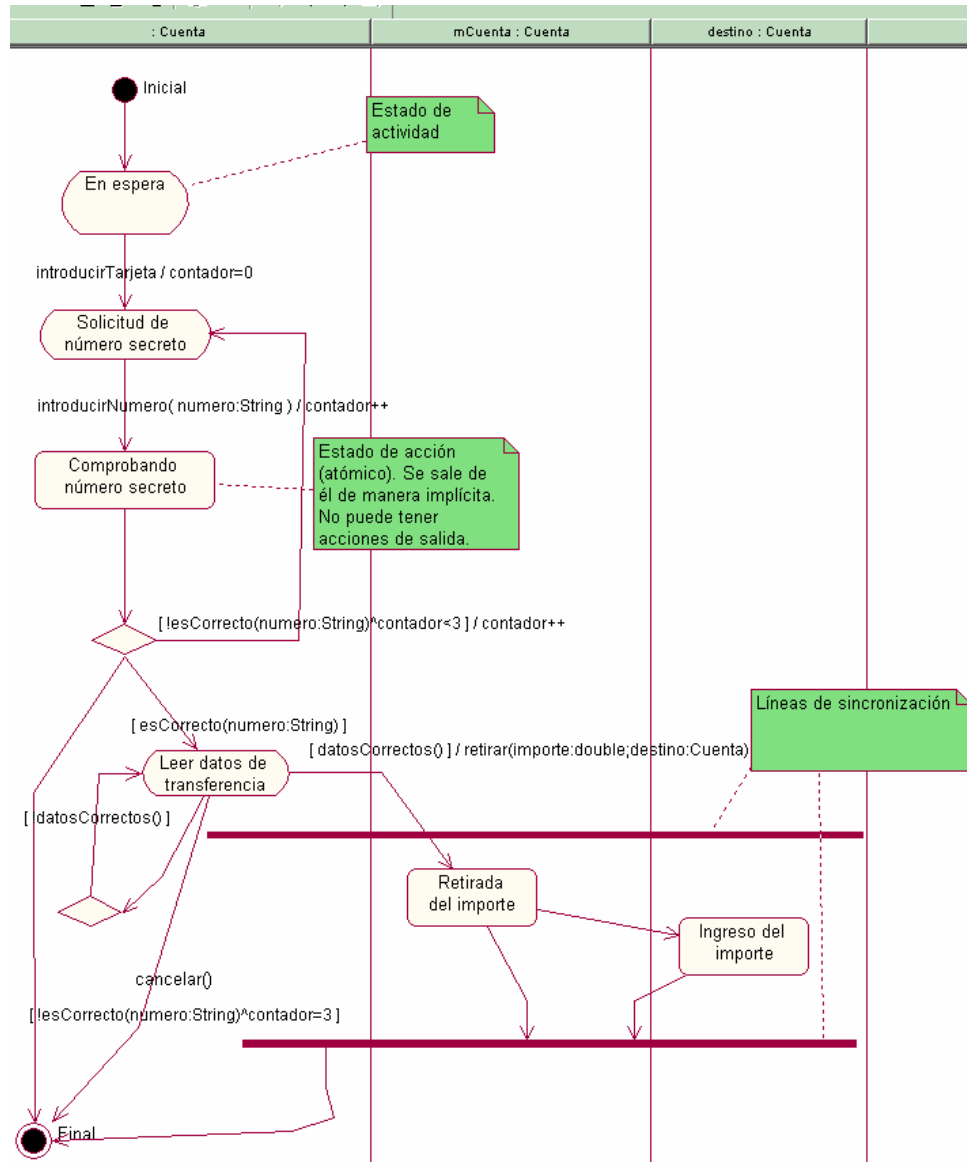 : Cuenta
mCuenta : Cuenta
destino : Cuenta
Inicial
Estado de
actividad
En espera
introducirTarjeta / contador=0
Solicitud de
número secreto
introducirNumero( numero:String ) / contador++
Comprobando
número secreto
Estado de acción
(atómico). Se sale de
él de manera implícita.
No puede tener
acciones de salida.
[ !esCorrecto(numero:String)^contador<3 ] / contador++
Líneas de sincronización
[ esCorrecto(numero:String) ]
[ datosCorrectos() ] / retirar(importe:double;destino:Cuenta)
Leer datos de
transferencia
[ !datosCorrectos() ]
Retirada
del importe
Ingreso del
importe
cancelar()
[ !esCorrecto(numero:String)^contador=3 ]
Final